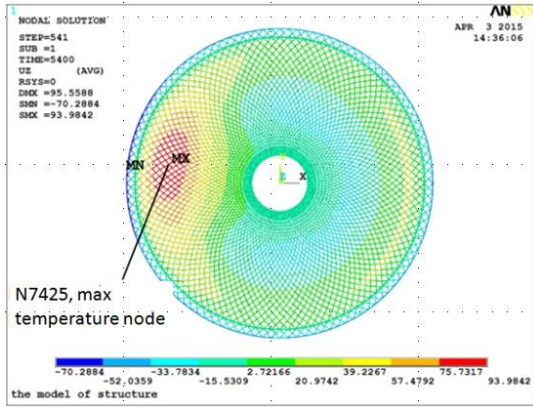 1
NODAL SOLUTION
STEP=541
SUB =1
TIME=5400
UZ (AVG)
RSYS=0
DMX=95.5588
SMN =-70.2884
SMX =93.9842
APR 3 2015
14:36:06
MN
MX
Z X
N7425, max
temperature node
-70.2884 -33.7834 2.72166 39.2267 75.7317
-52.0359 -15.5309 20.9742 57.4792 93.9842
the model of structure